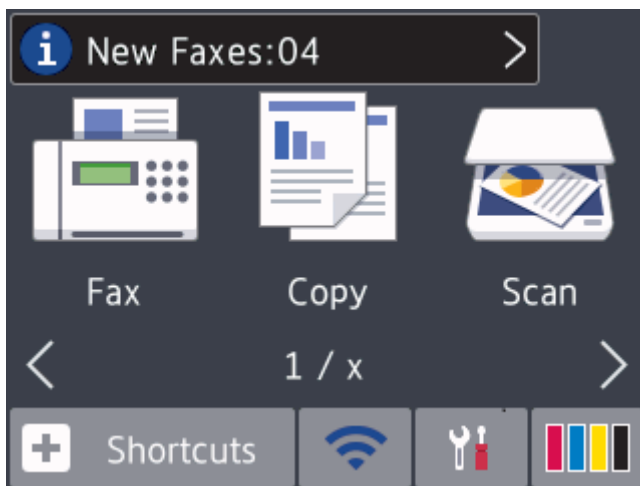 i New Faxes:04 >
Fax Copy Scan
< 1 / x >
+ Shortcuts